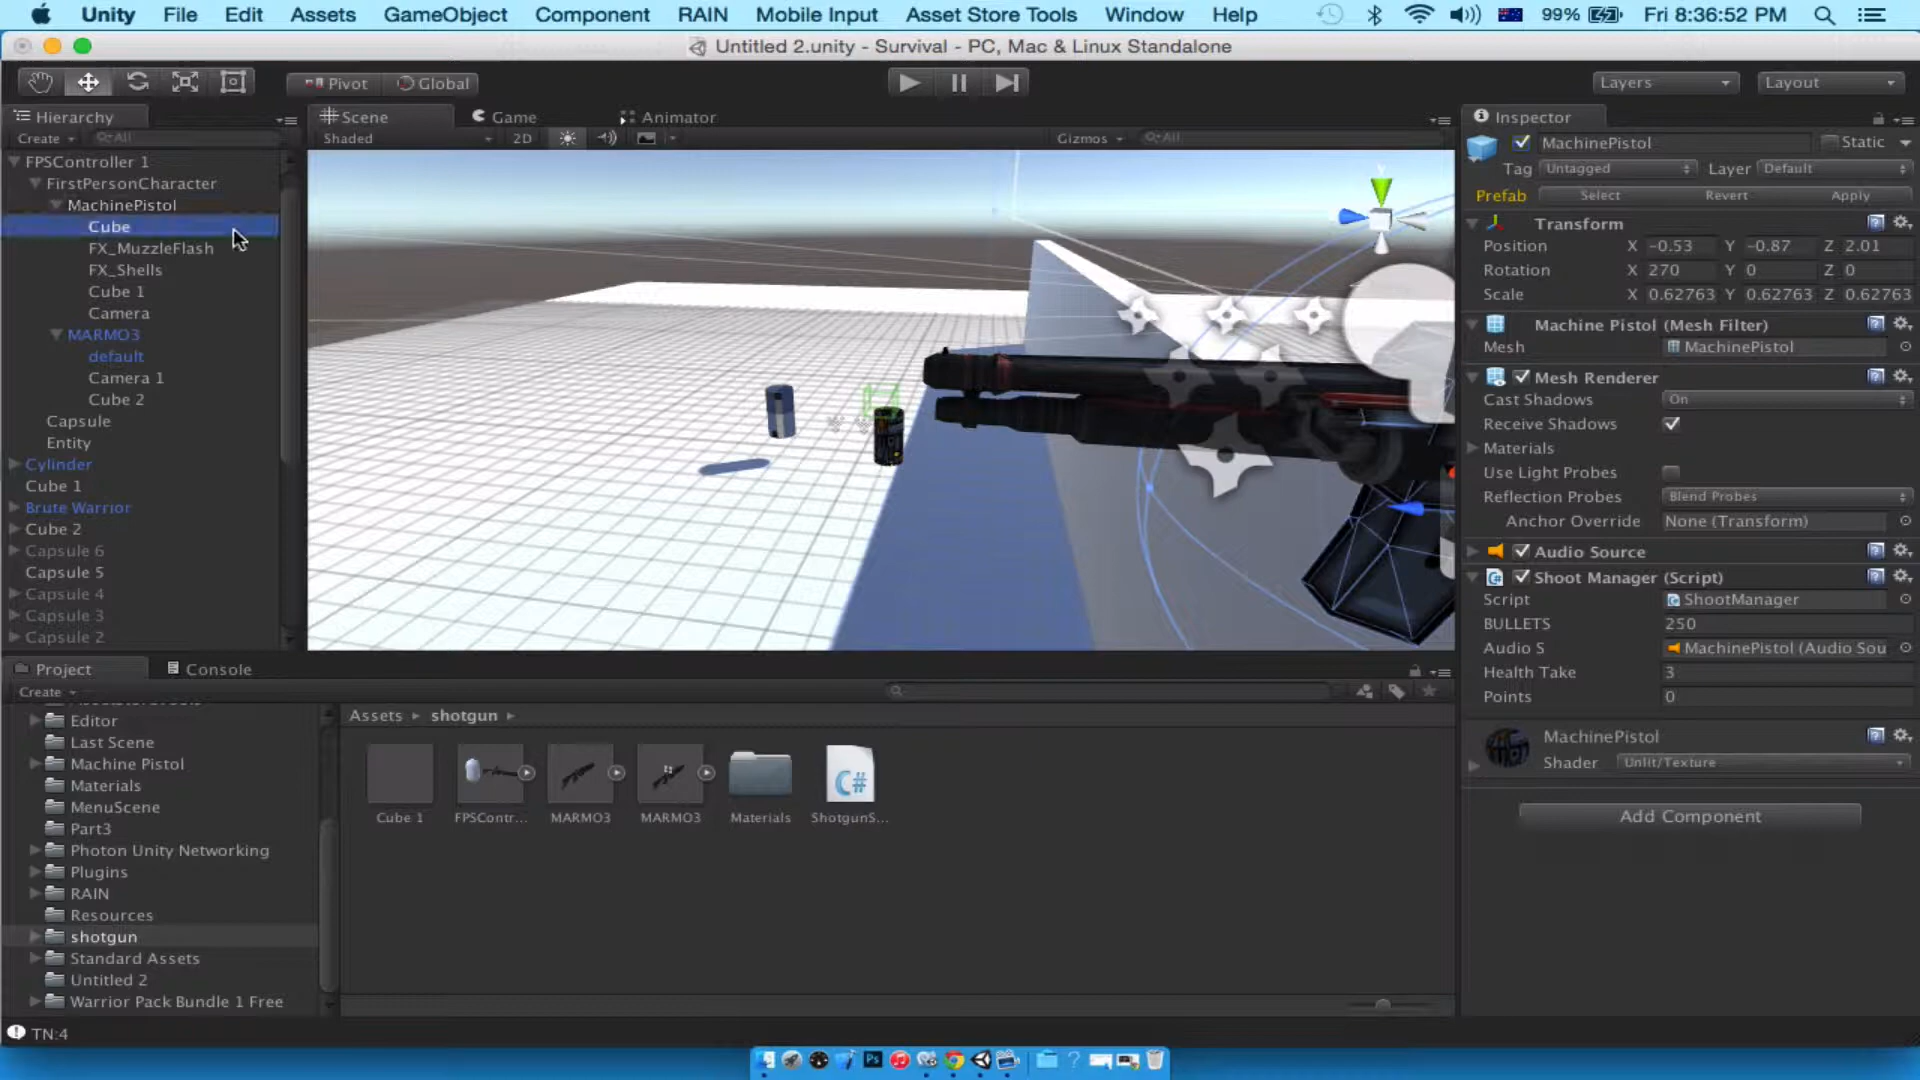 Unity File Edit Assets GameObject Component RAIN Mobile Input Asset Store Tools Window Help 99% Fri 8:36:52 PM
Untitled 2.unity - Survival - PC, Mac & Linux Standalone
Pivot Global Layers Layout
Hierarchy Scene Game Animator Inspector
Create All Shaded 2D Gizmos All
MachinePistol Static
Tag Untagged Layer Default
Prefab Select Revert Apply
FPSController 1
FirstPersonCharacter
MachinePistol
Cube
FX_MuzzleFlash
FX_Shells
Cube 1
Camera
MARMO3
default
Camera 1
Cube 2
Capsule
Entity
Cylinder
Cube 1
Brute Warrior
Cube 2
Capsule 6
Capsule 5
Capsule 4
Capsule 3
Capsule 2
Y
Transform
Position X -0.53 Y -0.87 Z 2.01
Rotation X 270 Y 0 Z 0
Scale X 0.62763 Y 0.62763 Z 0.62763
Machine Pistol (Mesh Filter)
Mesh MachinePistol
Mesh Renderer
Cast Shadows On
Receive Shadows
Materials
Use Light Probes
Reflection Probes Blend Probes
Anchor Override None (Transform)
Audio Source
Shoot Manager (Script)
Script ShootManager
BULLETS 250
Audio S MachinePistol (Audio Sou
Health Take 3
Points 0
MachinePistol
Shader Unlit/Texture
Add Component
Project Console
Create
Editor
Last Scene
Machine Pistol
Materials
MenuScene
Part3
Photon Unity Networking
Plugins
RAIN
Resources
shotgun
Standard Assets
Untitled 2
Warrior Pack Bundle 1 Free
Assets shotgun
C#
Cube 1 FPSContr... MARMO3 MARMO3 Materials ShotgunS...
TN:4
Ps